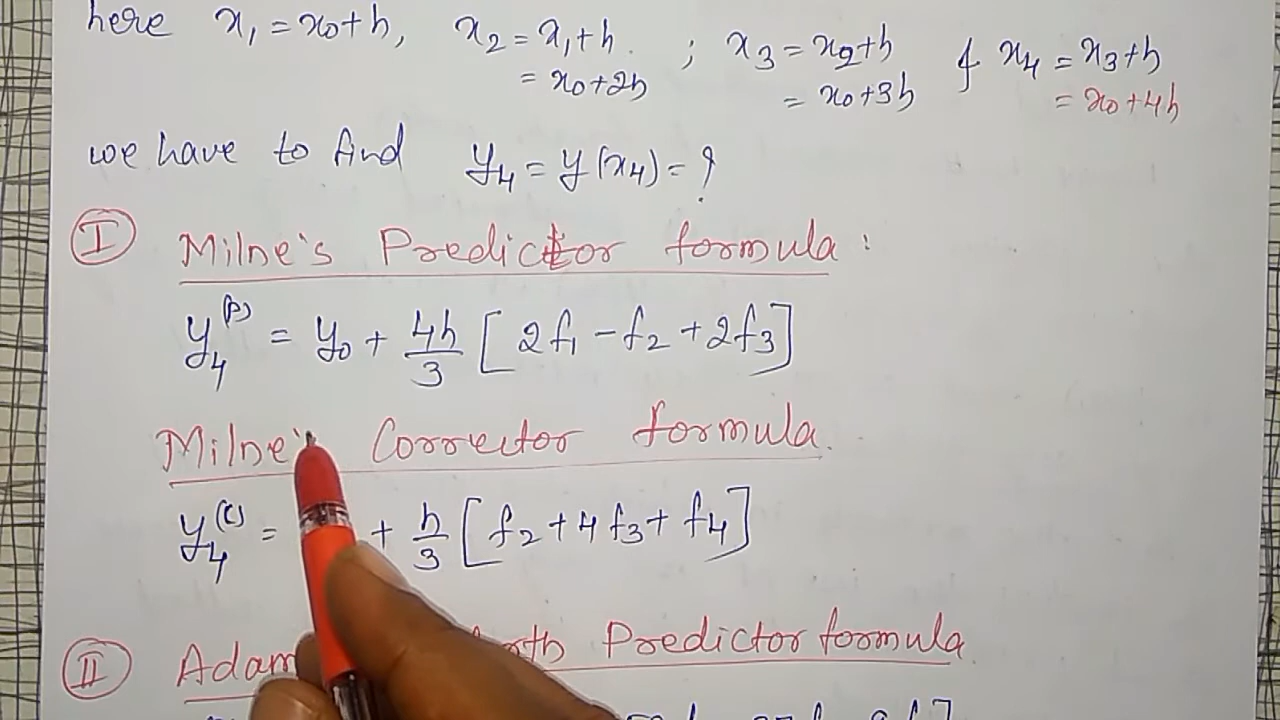 here x₁ = x₀+h, x₂ = x₁+h ; x₃ = x₂+h & x₄ = x₃+h
= x₀+2h = x₀+3h = x₀+4h
we have to find y₄ = y(x₄) = ?
I Milne's Predictor formula :
y₄⁽ᴾ⁾ = y₀ + 4h/3 [ 2f₁ - f₂ + 2f₃ ]
Milne's Corrector formula.
y₄⁽ᶜ⁾ = + h/3 [ f₂ + 4f₃ + f₄ ]
II Predictor formula